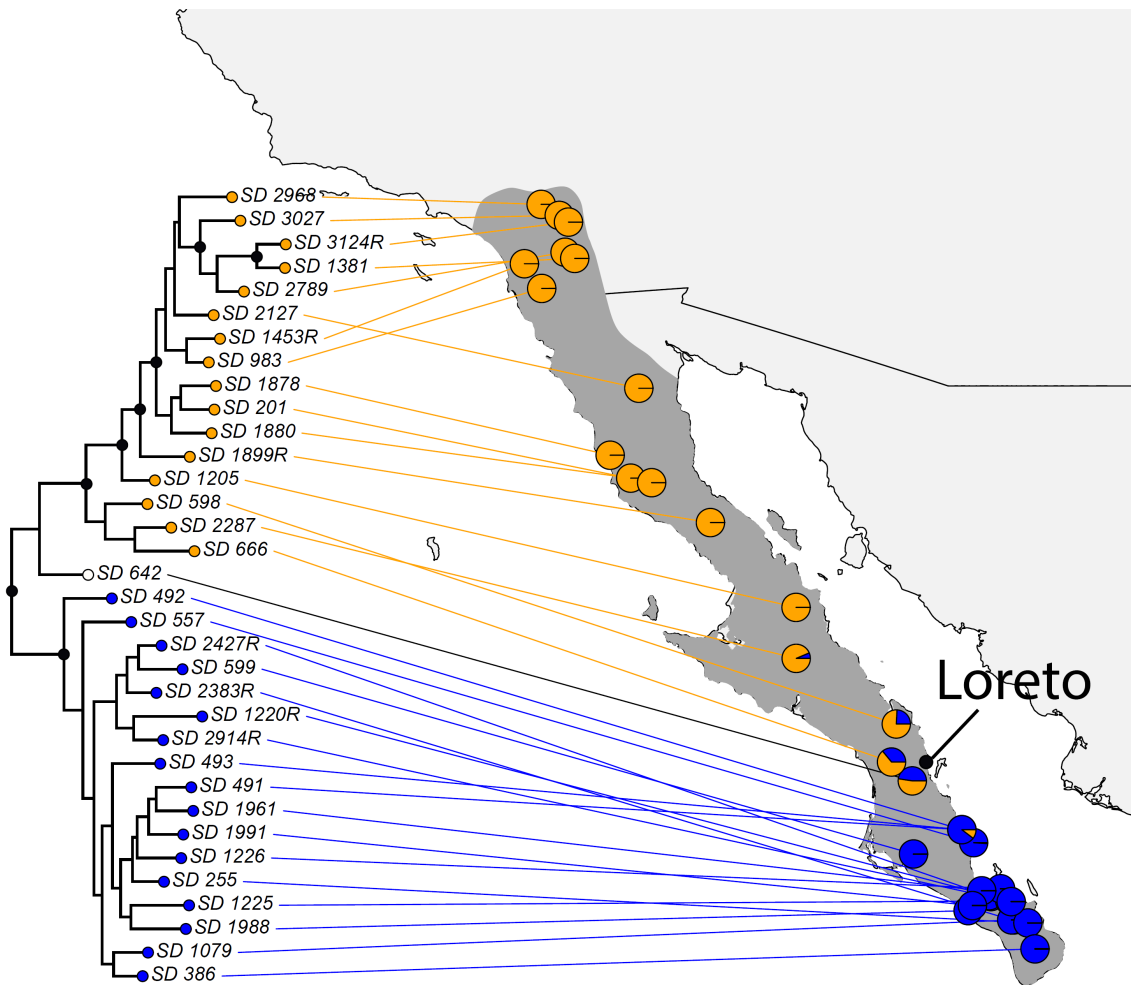 SD 2968
SD 3027
SD 3124R
SD 1381
SD 2789
SD 2127
SD 1453R
SD 983
SD 1878
SD 201
SD 1880
SD 1899R
SD 1205
SD 598
SD 2287
SD 666
SD 642
SD 492
SD 557
SD 2427R
SD 599
SD 2383R
Loreto
SD 1220R
SD 2914R
SD 493
SD 491
SD 1961
SD 1991
SD 1226
SD 255
SD 1225
SD 1988
SD 1079
SD 386